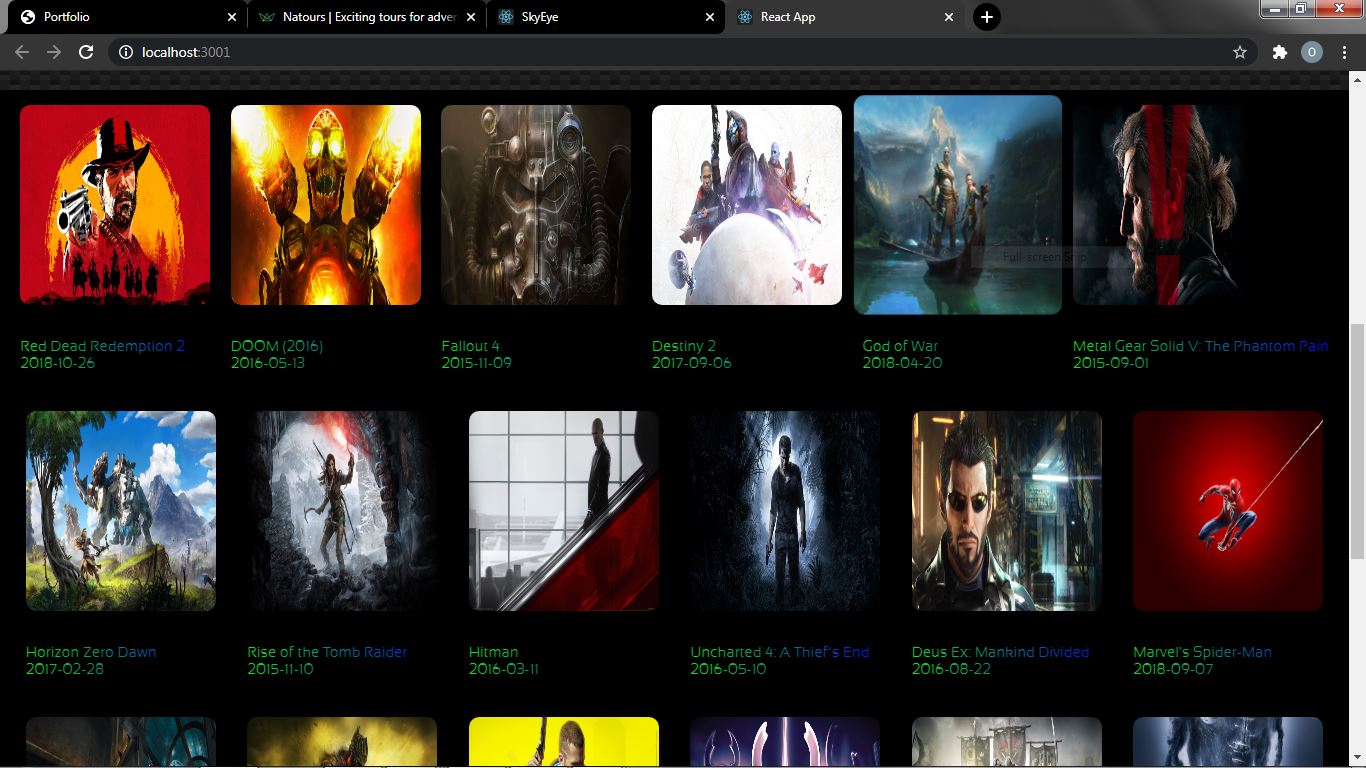 Portfolio
Natours | Exciting tours for adven
SkyEye
React App
localhost:3001
O
Full-screen Snip
Red Dead Redemption 2
2018-10-26
DOOM (2016)
2016-05-13
Fallout 4
2015-11-09
Destiny 2
2017-09-06
God of War
2018-04-20
Metal Gear Solid V: The Phantom Pain
2015-09-01
Horizon Zero Dawn
2017-02-28
Rise of the Tomb Raider
2015-11-10
Hitman
2016-03-11
Uncharted 4: A Thief's End
2016-05-10
Deus Ex: Mankind Divided
2016-08-22
Marvel's Spider-Man
2018-09-07